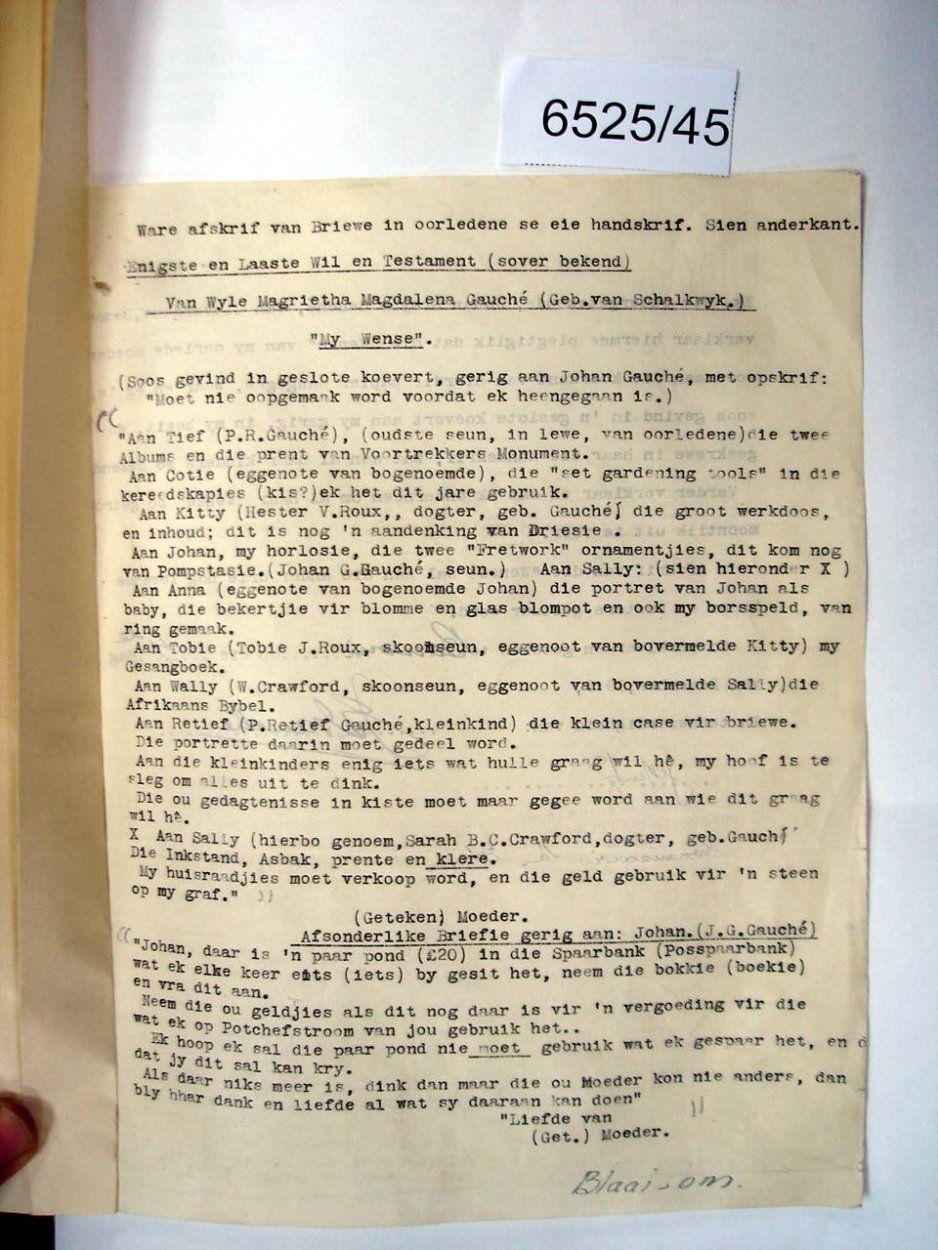 6525/45
Ware afskrif van Briewe in oorledene se eie handskrif. Sien anderkant.
Enigste en Laaste Wil en Testament (sover bekend)
Van Wyle Magrietha Magdalena Gauché (Geb.van Schalkwyk.)
"My Wense".
(Soos gevind in geslote koevert, gerig aan Johan Gauché, met opskrif:
"Moet nie oopgemaak word voordat ek heengegaan is.)
"Aan Tief (P.R.Gauché), (oudste seun, in lewe, van oorledene)die twee
Albums en die prent van Voortrekkers Monument.
Aan Cotie (eggenote van bogenoemde), die "set gardening tools" in die
kereedskapies (kis?)ek het dit jare gebruik.
Aan Kitty (Hester V.Roux,, dogter, geb. Gauché) die groot werkdoos,
en inhoud; dit is nog 'n aandenking van Driesie .
Aan Johan, my horlosie, die twee "Fretwork" ornamentjies, dit kom nog
van Pompstasie.(Johan G.Gauché, seun.) Aan Sally: (sien hieronder X )
Aan Anna (eggenote van bogenoemde Johan) die portret van Johan als
baby, die bekertjie vir blomme en glas blompot en ook my borsspeld, van
ring gemaak.
Aan Tobie (Tobie J.Roux, skoonseun, eggenoot van bovermelde Kitty) my
Gesangboek.
Aan Wally (W.Crawford, skoonseun, eggenoot van bovermelde Sally)die
Afrikaans Bybel.
Aan Retief (P.Retief Gauché,kleinkind) die klein case vir briewe.
Die portrette daarin moet gedeel word.
Aan die kleinkinders enig iets wat hulle graag wil hê, my hoof is te
sleg om alles uit te dink.
Die ou gedagtenisse in kiste moet maar gegee word aan wie dit graag
wil hê.
X Aan Sally (hierbo genoem,Sarah B.C.Crawford,dogter, geb.Gauché)
Die Inkstand, Asbak, prente en klere.
My huisraadjies moet verkoop word, en die geld gebruik vir 'n steen
op my graf."
(Geteken) Moeder.
Afsonderlike Briefie gerig aan: Johan.(J.G.Gauché)
"Johan, daar is 'n paar pond (£20) in die Spaarbank (Posspaarbank)
wat ek elke keer eits (iets) by gesit het, neem die bokkie (boekie)
en vra dit aan.
Neem die ou geldjies als dit nog daar is vir 'n vergoeding vir die
wat ek op Potchefstroom van jou gebruik het..
Ek hoop ek sal die paar pond nie moet gebruik wat ek gespaar het, en d
dat jy dit sal kan kry.
Als daar niks meer is, dink dan maar die ou Moeder kon nie anders, dan
bly hhar dank en liefde al wat sy daaraan kan doen"
"Liefde van
(Get.) Moeder.
Blaai-om.